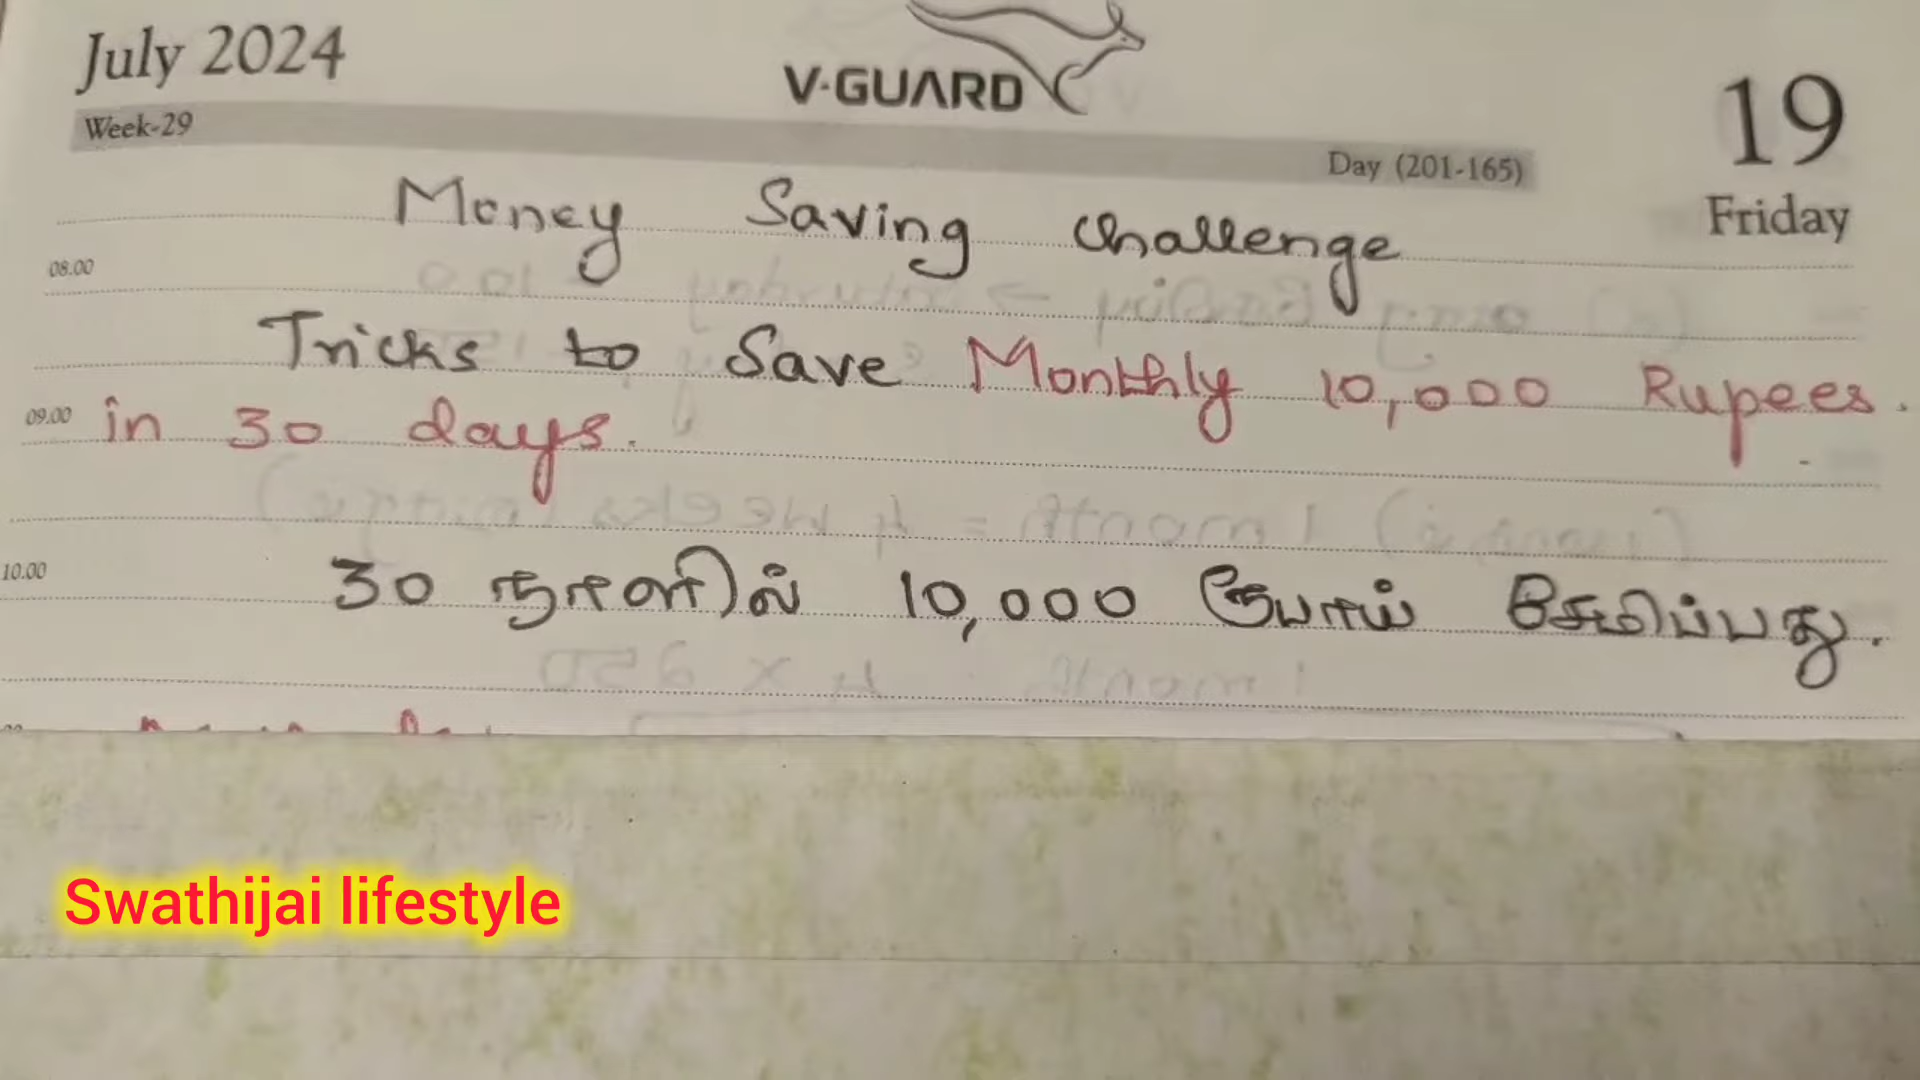 July 2024
V-GUARD
19
Week-29
Day (201-165)
Friday
Money Saving Challenge
08.00
Tricks to Save Monthly 10,000 Rupees.
09.00 in 30 days.
10.00
30 நாளில் 10,000 ரூபாய் சேமிப்பது.
Swathijai lifestyle